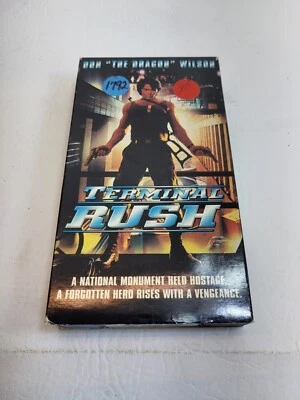 DON "THE DRAGON" WILSON
1792
TERMINAL
RUSH
A NATIONAL MONUMENT HELD HOSTAGE.
A FORGOTTEN HERO RISES WITH A VENGEANCE.